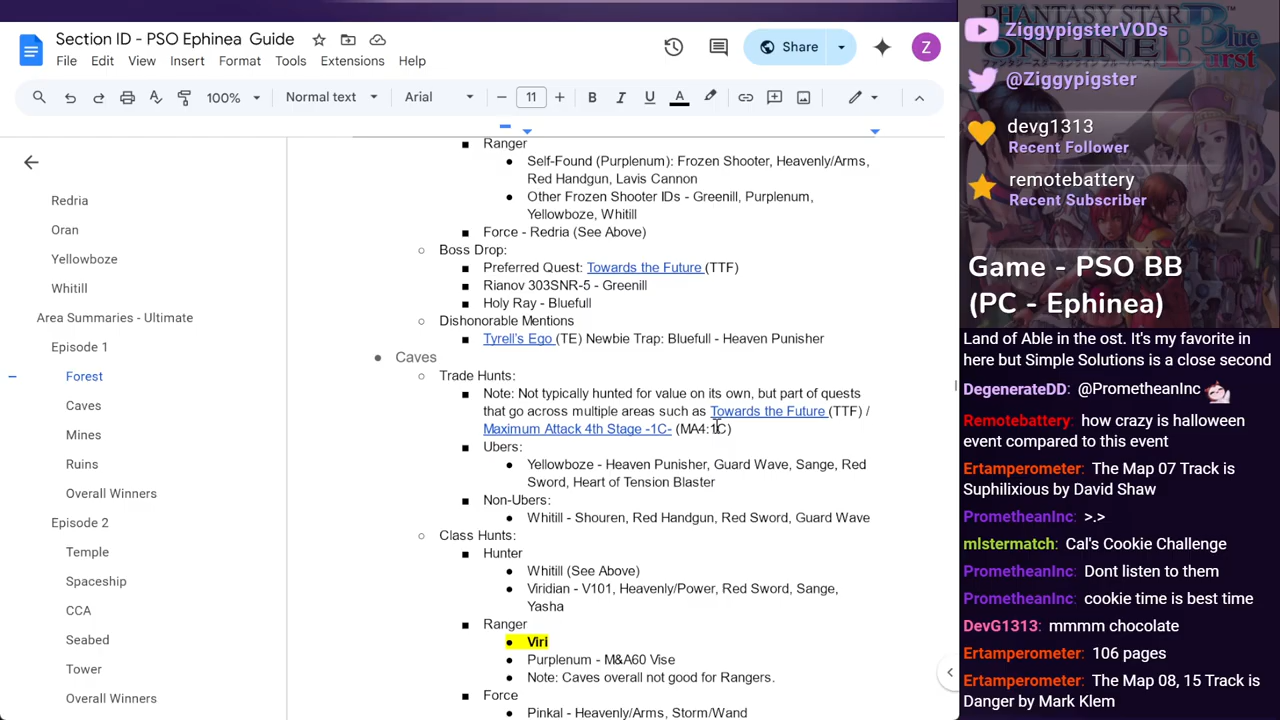 Section ID - PSO Ephinea Guide
File Edit View Insert Format Tools Extensions Help
Share
Z
100% Normal text Arial 11 B I U A
Redria
Oran
Yellowboze
Whitill
Area Summaries - Ultimate
Episode 1
Forest
Caves
Mines
Ruins
Overall Winners
Episode 2
Temple
Spaceship
CCA
Seabed
Tower
Overall Winners
Ranger
Self-Found (Purplenum): Frozen Shooter, Heavenly/Arms,
Red Handgun, Lavis Cannon
Other Frozen Shooter IDs - Greenill, Purplenum,
Yellowboze, Whitill
Force - Redria (See Above)
Boss Drop:
Preferred Quest: Towards the Future (TTF)
Rianov 303SNR-5 - Greenill
Holy Ray - Bluefull
Dishonorable Mentions
Tyrell's Ego (TE) Newbie Trap: Bluefull - Heaven Punisher
Caves
Trade Hunts:
Note: Not typically hunted for value on its own, but part of quests
that go across multiple areas such as Towards the Future (TTF) /
Maximum Attack 4th Stage -1C- (MA4:1C)
Ubers:
Yellowboze - Heaven Punisher, Guard Wave, Sange, Red
Sword, Heart of Tension Blaster
Non-Ubers:
Whitill - Shouren, Red Handgun, Red Sword, Guard Wave
Class Hunts:
Hunter
Whitill (See Above)
Viridian - V101, Heavenly/Power, Red Sword, Sange,
Yasha
Ranger
Viri
Purplenum - M&A60 Vise
Note: Caves overall not good for Rangers.
Force
Pinkal - Heavenly/Arms, Storm/Wand
PHANTASY STAR
ONLINE Blue
Burst
ZiggypigsterVODs
@Ziggypigster
devg1313
Recent Follower
remotebattery
Recent Subscriber
Game - PSO BB
(PC - Ephinea)
Land of Able in the ost. It's my favorite in
here but Simple Solutions is a close second
DegenerateDD: @PrometheanInc
Remotebattery: how crazy is halloween
event compared to this event
Ertamperometer: The Map 07 Track is
Suphilixious by David Shaw
PrometheanInc: >.>
mlstermatch: Cal's Cookie Challenge
PrometheanInc: Dont listen to them
PrometheanInc: cookie time is best time
DevG1313: mmmm chocolate
Ertamperometer: 106 pages
Ertamperometer: The Map 08, 15 Track is
Danger by Mark Klem